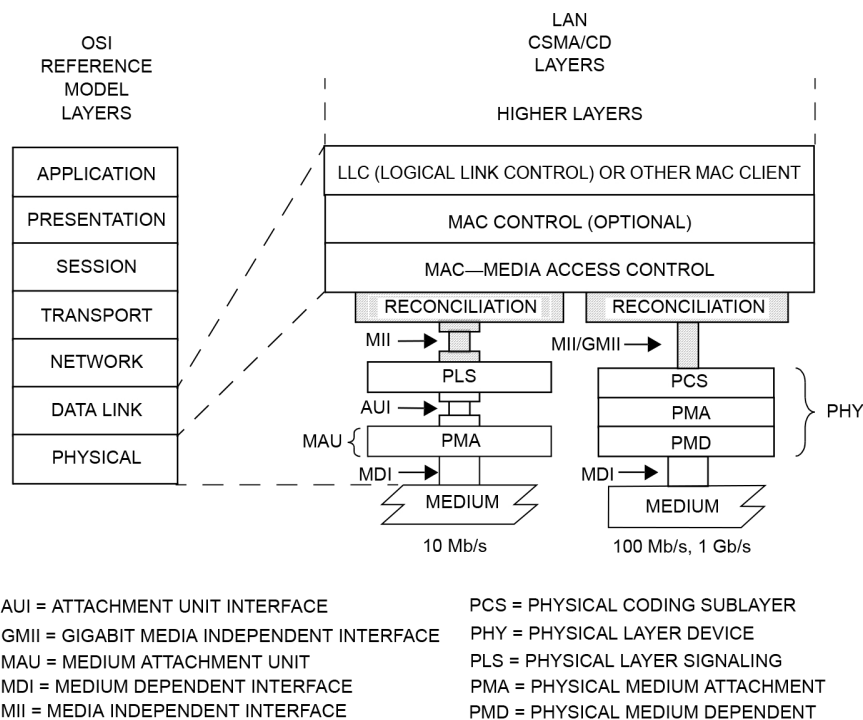 OSI
REFERENCE
MODEL
LAYERS
LAN
CSMA/CD
LAYERS
HIGHER LAYERS
APPLICATION
PRESENTATION
SESSION
TRANSPORT
NETWORK
DATA LINK
PHYSICAL
LLC (LOGICAL LINK CONTROL) OR OTHER MAC CLIENT
MAC CONTROL (OPTIONAL)
MAC—MEDIA ACCESS CONTROL
RECONCILIATION
MII
PLS
AUI
MAU
PMA
MDI
MEDIUM
10 Mb/s
RECONCILIATION
MII/GMII
PCS
PMA
PMD
PHY
MDI
MEDIUM
100 Mb/s, 1 Gb/s
AUI = ATTACHMENT UNIT INTERFACE
GMII = GIGABIT MEDIA INDEPENDENT INTERFACE
MAU = MEDIUM ATTACHMENT UNIT
MDI = MEDIUM DEPENDENT INTERFACE
MII = MEDIA INDEPENDENT INTERFACE
PCS = PHYSICAL CODING SUBLAYER
PHY = PHYSICAL LAYER DEVICE
PLS = PHYSICAL LAYER SIGNALING
PMA = PHYSICAL MEDIUM ATTACHMENT
PMD = PHYSICAL MEDIUM DEPENDENT